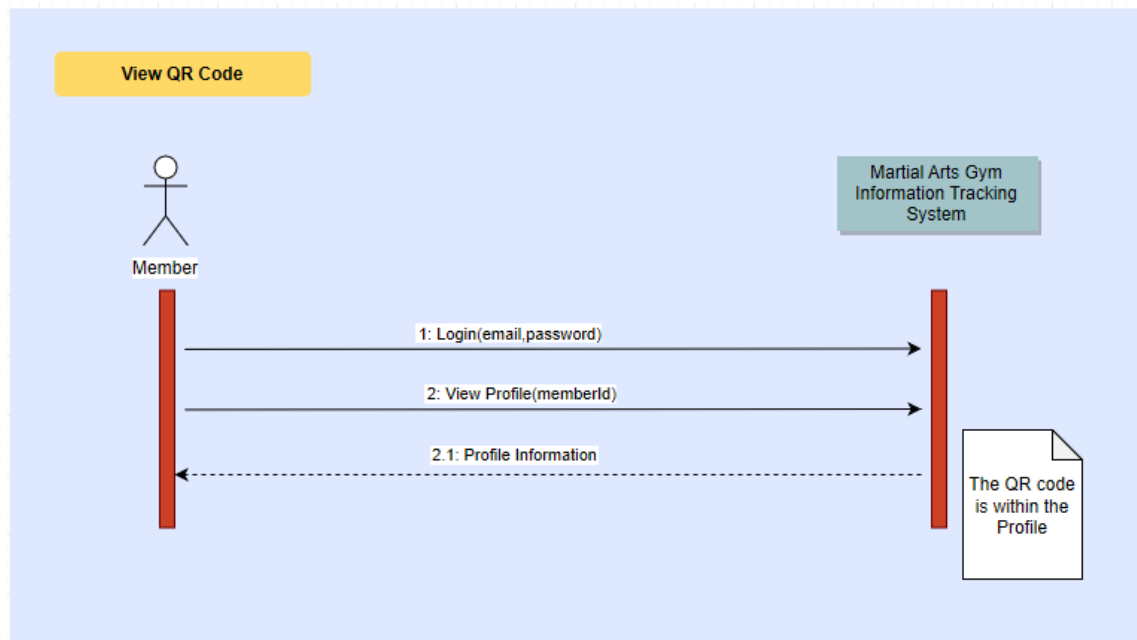 View QR Code
Martial Arts Gym
Information Tracking
System
Member
1: Login(email,password)
2: View Profile(memberId)
2.1: Profile Information
The QR code
is within the
Profile